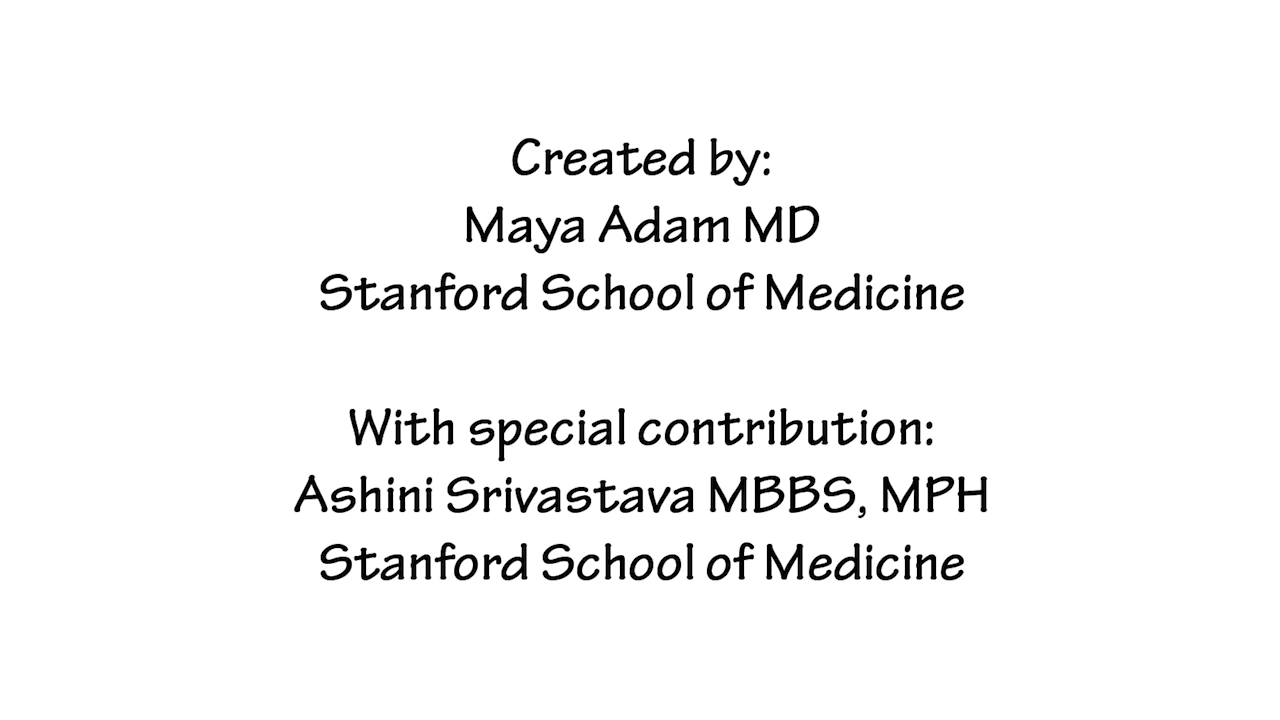 Created by:
Maya Adam MD
Stanford School of Medicine
With special contribution:
Ashini Srivastava MBBS, MPH
Stanford School of Medicine